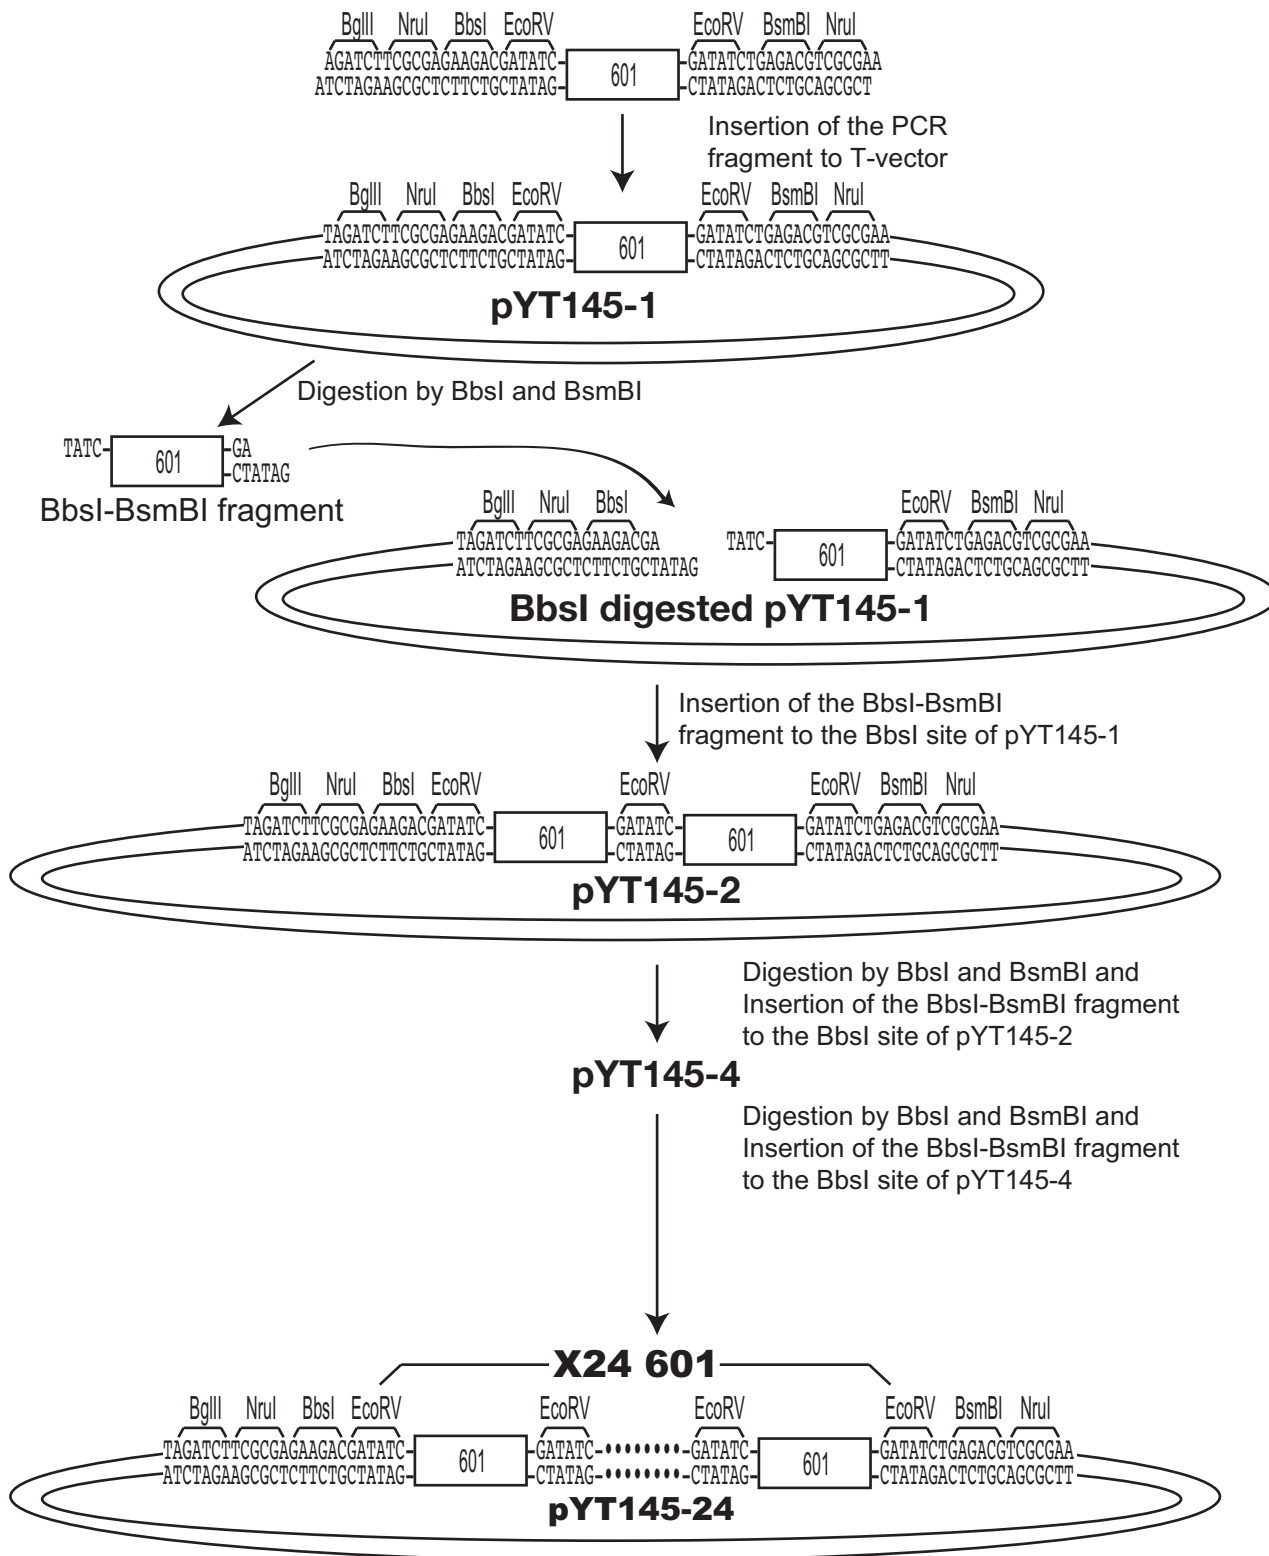 BglII NruI BbsI EcoRV EcoRV BsmBI NruI
AGATCTTCGCGAGAAGACGATATC 601 GATATCTGAGACGTCGCGAA
ATCTAGAAGCGCTCTTCTGCTATAG CTATAGACTCTGCAGCGCT
Insertion of the PCR
fragment to T-vector
BglII NruI BbsI EcoRV EcoRV BsmBI NruI
TAGATCTTCGCGAGAAGACGATATC 601 GATATCTGAGACGTCGCGAA
ATCTAGAAGCGCTCTTCTGCTATAG CTATAGACTCTGCAGCGCTT
pYT145-1
Digestion by BbsI and BsmBI
TATC 601 GA
CTATAG
BbsI-BsmBI fragment
BglII NruI BbsI EcoRV BsmBI NruI
TAGATCTTCGCGAGAAGACGA TATC 601 GATATCTGAGACGTCGCGAA
ATCTAGAAGCGCTCTTCTGCTATAG CTATAGACTCTGCAGCGCTT
BbsI digested pYT145-1
Insertion of the BbsI-BsmBI
fragment to the BbsI site of pYT145-1
BglII NruI BbsI EcoRV EcoRV EcoRV BsmBI NruI
TAGATCTTCGCGAGAAGACGATATC 601 GATATC 601 GATATCTGAGACGTCGCGAA
ATCTAGAAGCGCTCTTCTGCTATAG CTATAG CTATAGACTCTGCAGCGCTT
pYT145-2
Digestion by BbsI and BsmBI and
Insertion of the BbsI-BsmBI fragment
to the BbsI site of pYT145-2
pYT145-4
Digestion by BbsI and BsmBI and
Insertion of the BbsI-BsmBI fragment
to the BbsI site of pYT145-4
X24 601
BglII NruI BbsI EcoRV EcoRV EcoRV EcoRV BsmBI NruI
TAGATCTTCGCGAGAAGACGATATC 601 GATATC-••••••••-GATATC 601 GATATCTGAGACGTCGCGAA
ATCTAGAAGCGCTCTTCTGCTATAG CTATAG-••••••••-CTATAG CTATAGACTCTGCAGCGCTT
pYT145-24